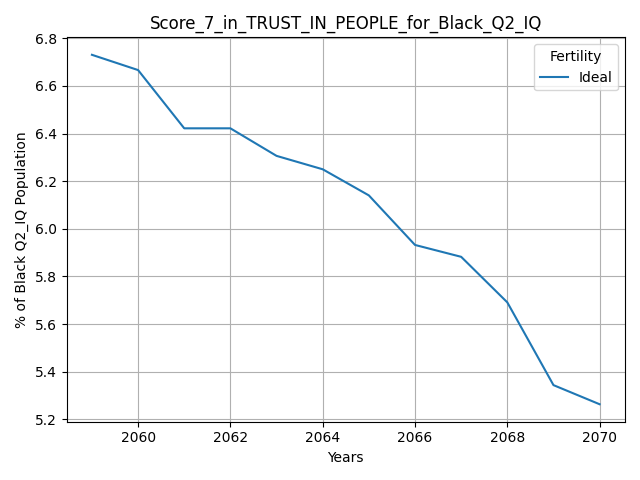 Score_7_in_TRUST_IN_PEOPLE_for_Black_Q2_IQ
Fertility
Ideal
% of Black Q2_IQ Population
6.8
6.6
6.4
6.2
6.0
5.8
5.6
5.4
5.2
2060 2062 2064 2066 2068 2070
Years